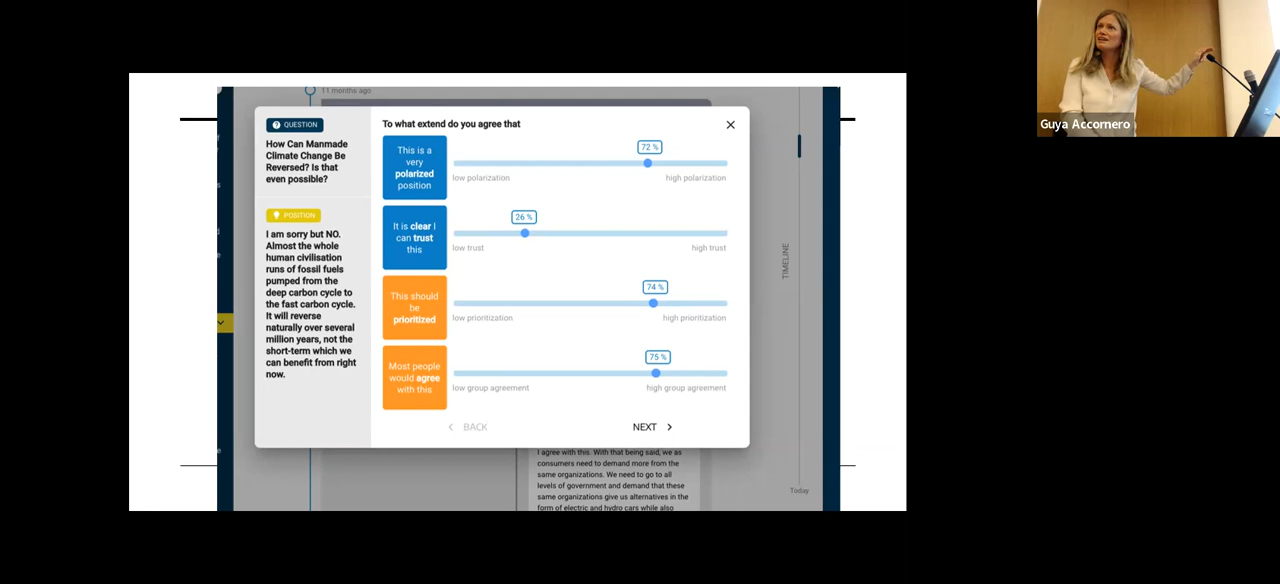 11 months ago
QUESTION
How Can Manmade
Climate Change Be
Reversed? Is that
even possible?
POSITION
I am sorry but NO.
Almost the whole
human civilisation
runs of fossil fuels
pumped from the
deep carbon cycle to
the fast carbon cycle.
It will reverse
naturally over several
million years, not the
short-term which we
can benefit from right
now.
To what extend do you agree that
This is a
very
polarized
position
72 %
low polarization
high polarization
It is clear I
can trust
this
26 %
low trust
high trust
This should
be
prioritized
74 %
low prioritization
high prioritization
Most people
would agree
with this
75 %
low group agreement
high group agreement
BACK
NEXT
I agree with this. With that being said, we as
consumers need to demand more from the
same organizations. We need to go to all
levels of government and demand that these
same organizations give us alternatives in the
form of electric and hydro cars while also
TIMELINE
Today
Guya Accornero